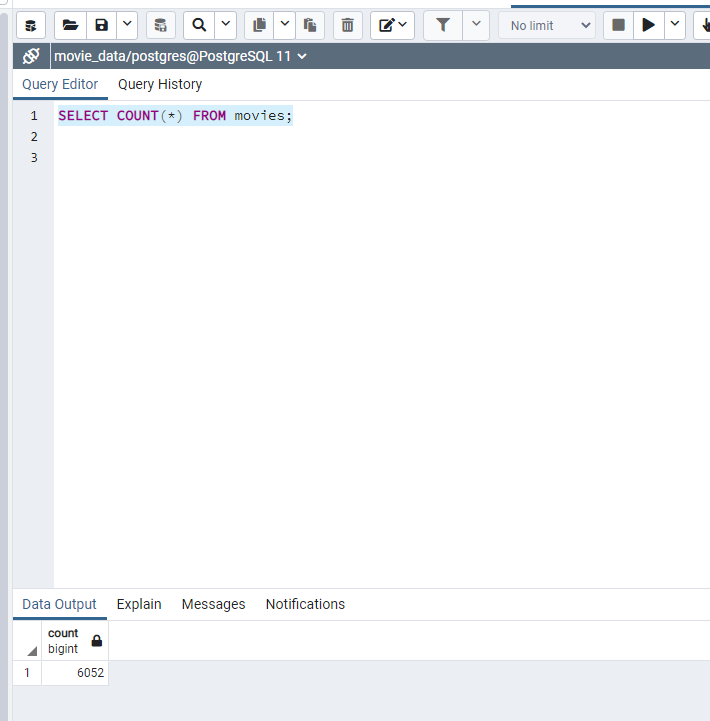 No limit
movie_data/postgres@PostgreSQL 11
Query Editor Query History
1 SELECT COUNT(*) FROM movies;
2
3
Data Output Explain Messages Notifications
count
bigint
1 6052